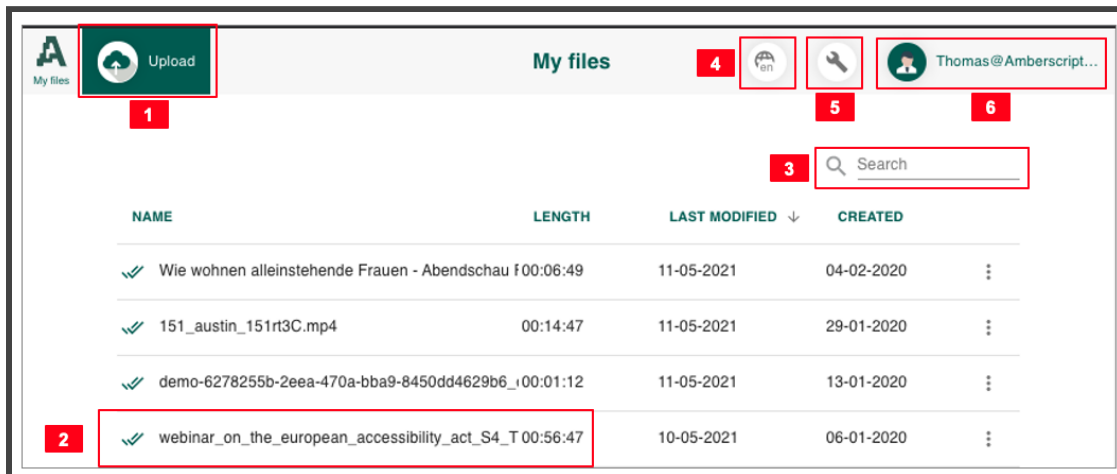 My files
Upload
1
My files
4
en
5
Thomas@Amberscript...
6
3
Search
NAME LENGTH LAST MODIFIED CREATED
Wie wohnen alleinstehende Frauen - Abendschau 00:06:49 11-05-2021 04-02-2020
151_austin_151rt3C.mp4 00:14:47 11-05-2021 29-01-2020
demo-6278255b-2eea-470a-bba9-8450dd4629b6_ 00:01:12 11-05-2021 13-01-2020
2
webinar_on_the_european_accessibility_act_S4_T 00:56:47 10-05-2021 06-01-2020